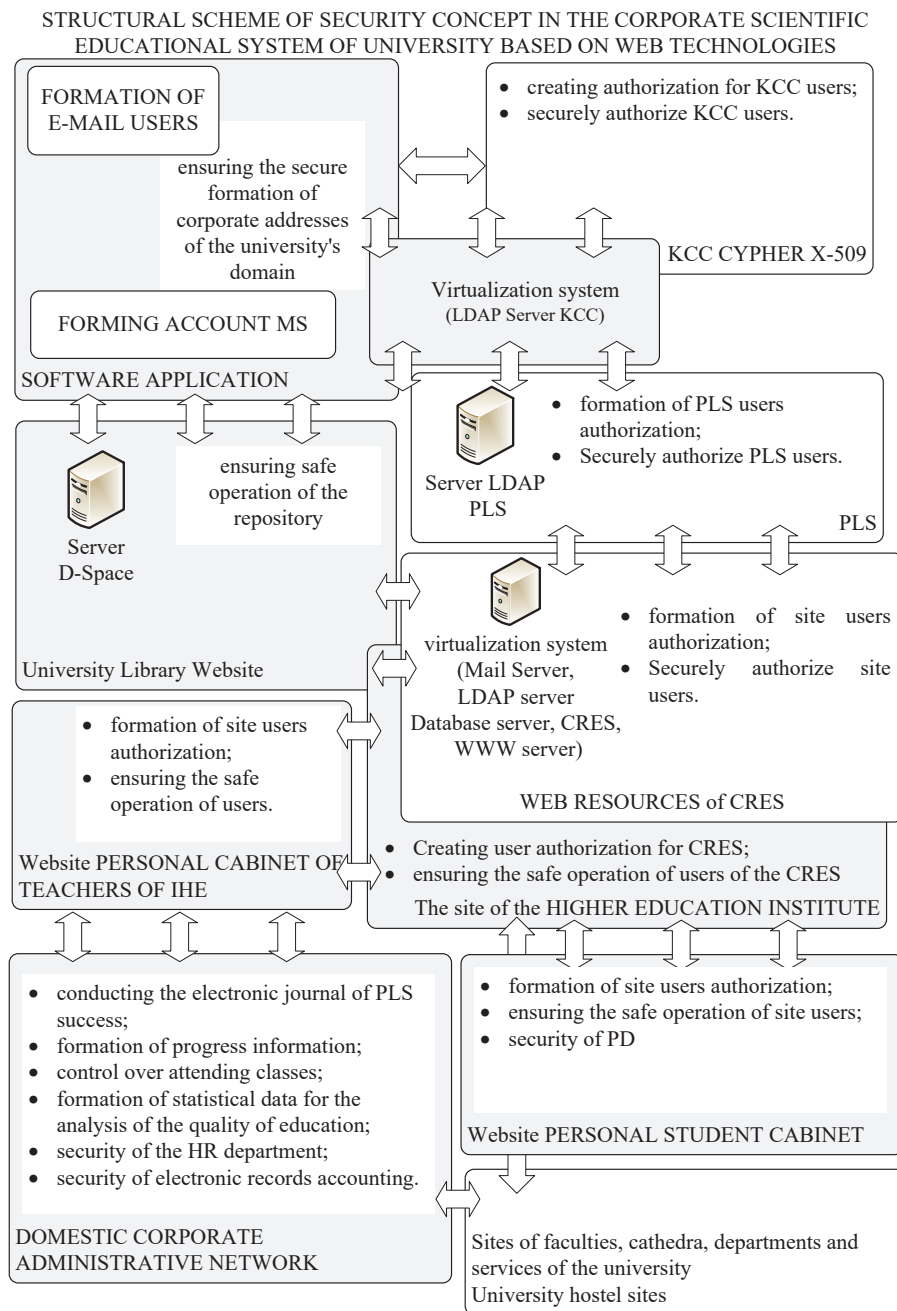 STRUCTURAL SCHEME OF SECURITY CONCEPT IN THE CORPORATE SCIENTIFIC
EDUCATIONAL SYSTEM OF UNIVERSITY BASED ON WEB TECHNOLOGIES
FORMATION OF
E-MAIL USERS
ensuring the secure
formation of
corporate addresses
of the university's
domain
FORMING ACCOUNT MS
SOFTWARE APPLICATION
• creating authorization for KCC users;
• securely authorize KCC users.
KCC CYPHER X-509
Virtualization system
(LDAP Server KCC)
Server LDAP
PLS
• formation of PLS users
authorization;
• Securely authorize PLS users.
PLS
Server
D-Space
ensuring safe
operation of the
repository
University Library Website
virtualization system
(Mail Server,
LDAP server
Database server, CRES,
WWW server)
• formation of site users
authorization;
• Securely authorize site
users.
WEB RESOURCES of CRES
• formation of site users
authorization;
• ensuring the safe
operation of users.
Website PERSONAL CABINET OF
TEACHERS OF IHE
• Creating user authorization for CRES;
• ensuring the safe operation of users of the CRES
The site of the HIGHER EDUCATION INSTITUTE
• conducting the electronic journal of PLS
success;
• formation of progress information;
• control over attending classes;
• formation of statistical data for the
analysis of the quality of education;
• security of the HR department;
• security of electronic records accounting.
DOMESTIC CORPORATE
ADMINISTRATIVE NETWORK
• formation of site users authorization;
• ensuring the safe operation of site users;
• security of PD
Website PERSONAL STUDENT CABINET
Sites of faculties, cathedra, departments and
services of the university
University hostel sites